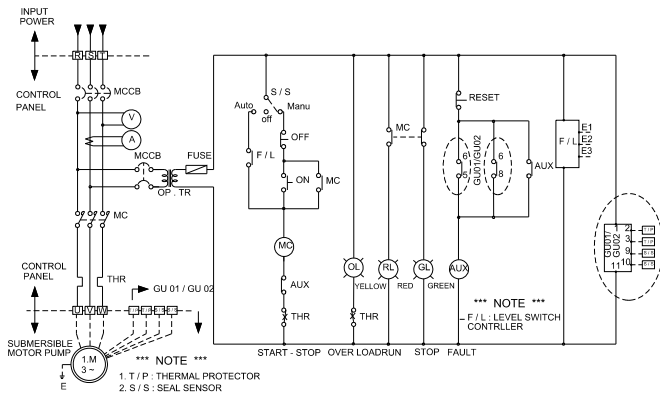 INPUT
POWER
R S T
CONTROL
PANEL
MCCB
V
A
MCCB
FUSE
OP . TR
MC
CONTROL
PANEL
THR
GU 01 / GU 02
U V W
T/P T/P S/S S/S
SUBMERSIBLE
MOTOR PUMP
1.M
3 ~
E
*** NOTE ***
1. T / P : THERMAL PROTECTOR
2. S / S : SEAL SENSOR
S / S
Auto
off
Manu
OFF
F / L
ON
MC
MC
AUX
THR
START - STOP
OL
YELLOW
THR
OVER LOAD
MC
RL
RED
RUN
GL
GREEN
STOP
RESET
6
5
GU01/GU02
6
8
AUX
AUX
FAULT
*** NOTE ***
F / L : LEVEL SWITCH
CONTRLLER
F / L
E1
E2
E3
GU01/
GU02
1
11
2
3
9
10
T/P
T/P
S/S
S/S